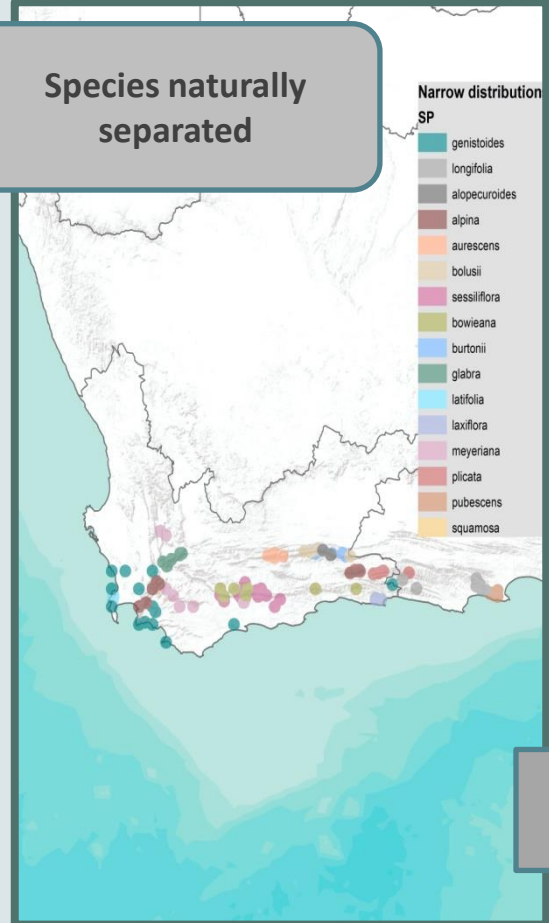 Species naturally
separated
Narrow distribution
SP
genistoides
longifolia
alopecuroides
alpina
aurescens
bolusii
sessiliflora
bowieana
burtonii
glabra
latifolia
laxiflora
meyeriana
plicata
pubescens
squamosa